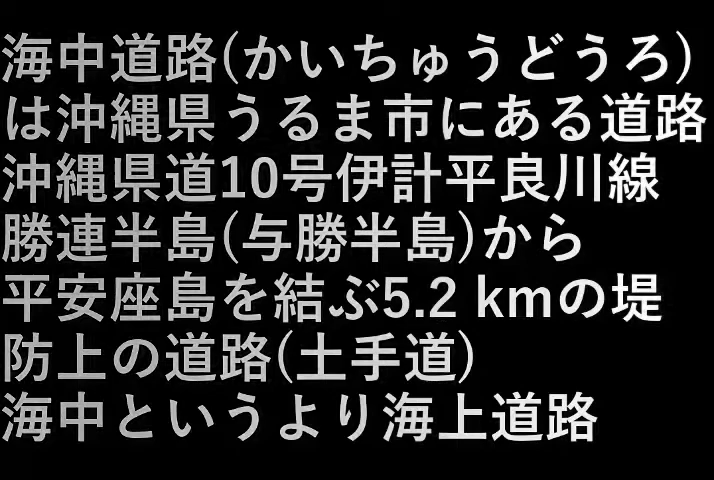 海中道路(かいちゅうどうろ)
は沖縄県うるま市にある道路
沖縄県道10号伊計平良川線
勝連半島(与勝半島)から
平安座島を結ぶ5.2 kmの堤
防上の道路(土手道)
海中というより海上道路